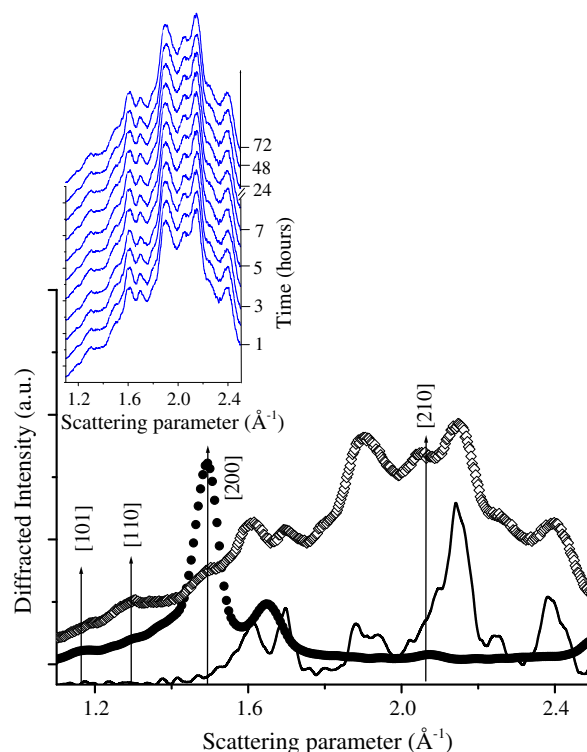 72
48
24
7
5
3
1
Time (hours)
1.2 1.6 2.0 2.4
Scattering parameter (Å-1)
Diffracted Intensity (a.u.)
[101]
[110]
[200]
[210]
1.2 1.6 2.0 2.4
Scattering parameter (Å-1)